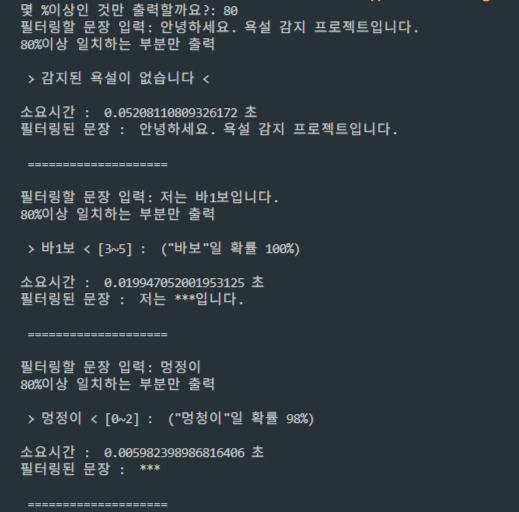 몇 %이상인 것만 출력할까요?: 80
필터링할 문장 입력: 안녕하세요. 욕설 감지 프로젝트입니다.
80%이상 일치하는 부분만 출력
> 감지된 욕설이 없습니다 <
소요시간 : 0.05208110809326172 초
필터링된 문장 : 안녕하세요. 욕설 감지 프로젝트입니다.
====================
필터링할 문장 입력: 저는 바1보입니다.
80%이상 일치하는 부분만 출력
> 바1보 < [3~5] : ("바보"일 확률 100%)
소요시간 : 0.019947052001953125 초
필터링된 문장 : 저는 ***입니다.
====================
필터링할 문장 입력: 멍정이
80%이상 일치하는 부분만 출력
> 멍정이 < [0~2] : ("멍청이"일 확률 98%)
소요시간 : 0.005982398986816406 초
필터링된 문장 : ***
====================